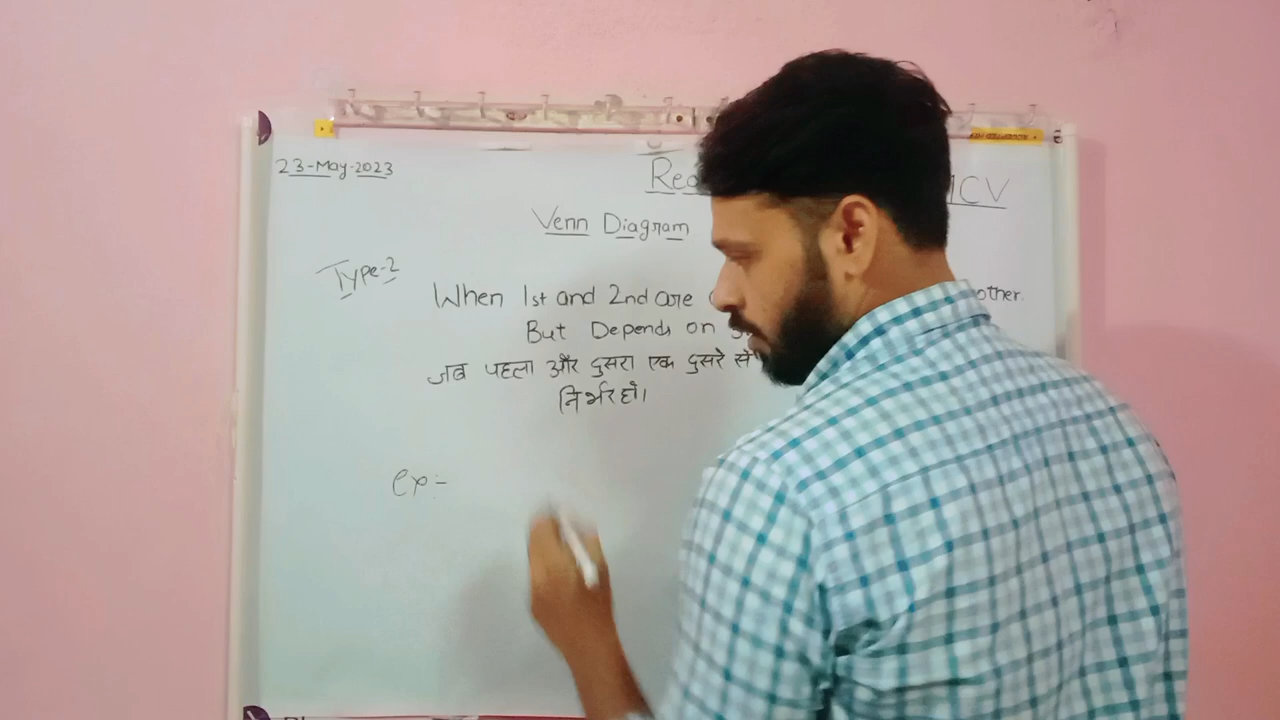 23-May-2023
ICV
Venn Diagram
Type-2
When 1st and 2nd are other.
But Depends on
जब पहला और दुसरा एक दुसरे से
निर्भर हो।
ex:-